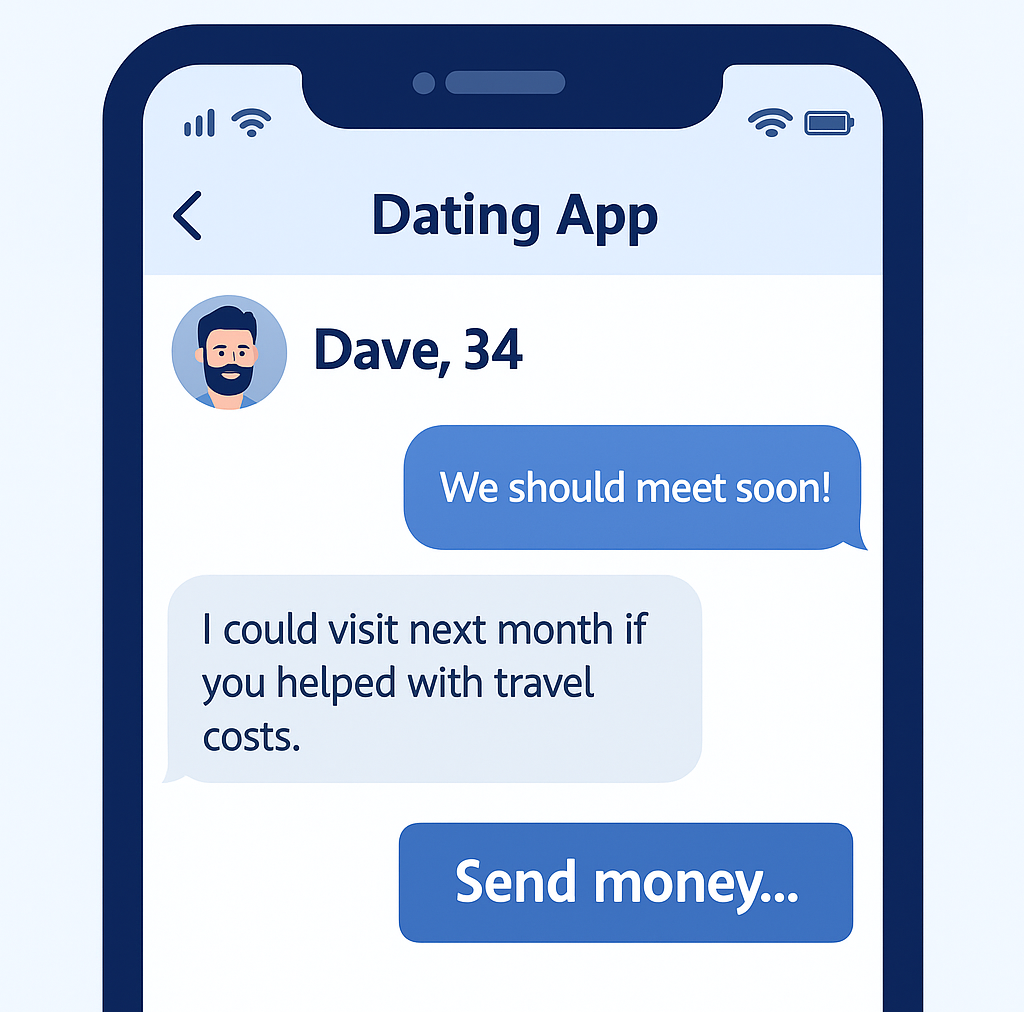 Dating App
Dave, 34
We should meet soon!
I could visit next month if
you helped with travel
costs.
Send money...